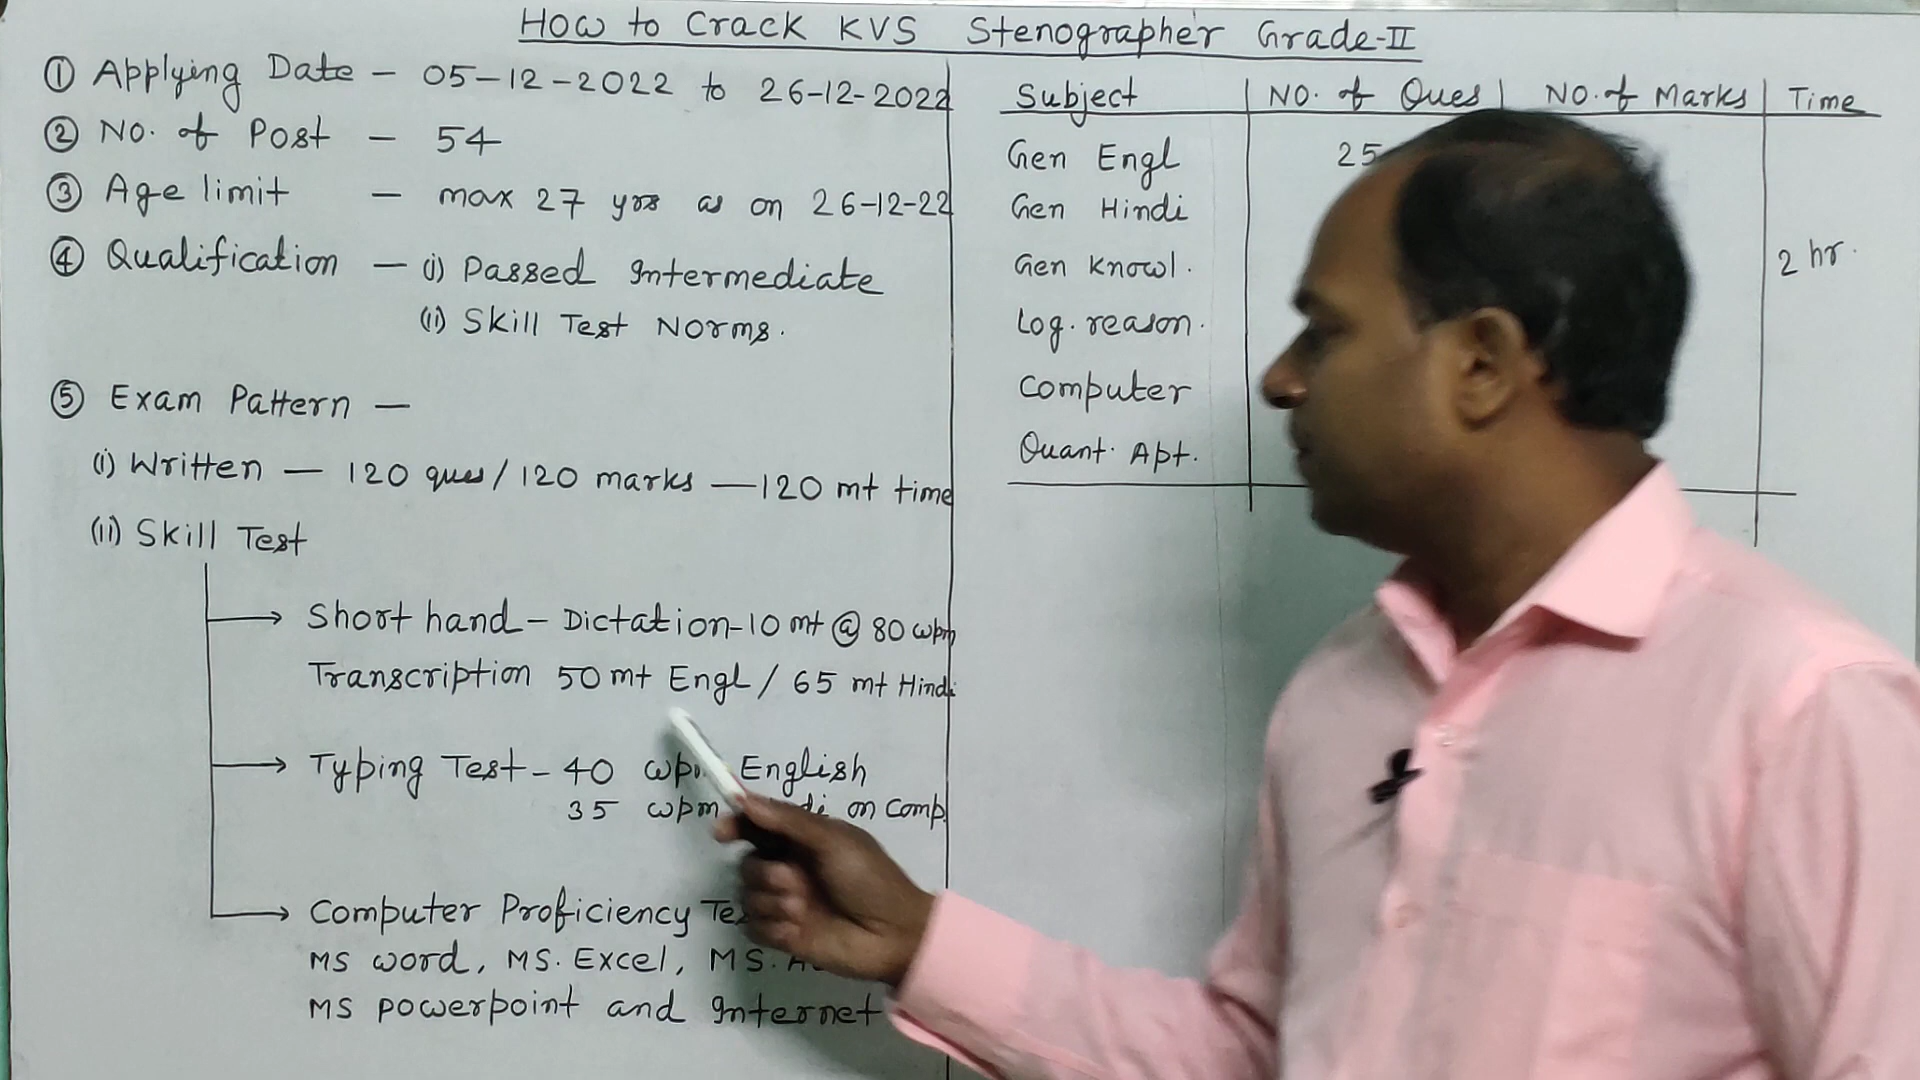 How to Crack KVS Stenographer Grade-II
① Applying Date - 05-12-2022 to 26-12-2022
② No. of Post - 54
③ Age limit - max 27 yrs as on 26-12-22
④ Qualification - (i) Passed Intermediate
(ii) Skill Test Norms.
⑤ Exam Pattern -
(i) Written - 120 ques / 120 marks - 120 mt time
(ii) Skill Test
Short hand - Dictation - 10 mt @ 80 wpm
Transcription 50 mt Engl / 65 mt Hindi
Typing Test - 40 English
35 wpm on Comp.
Computer Proficiency
MS word, MS. Excel, MS.
MS powerpoint and Internet
Subject No. of Ques No. of Marks Time
Gen Engl 25
Gen Hindi
Gen Knowl. 2 hr.
Log. reason.
Computer
Quant. Apt.